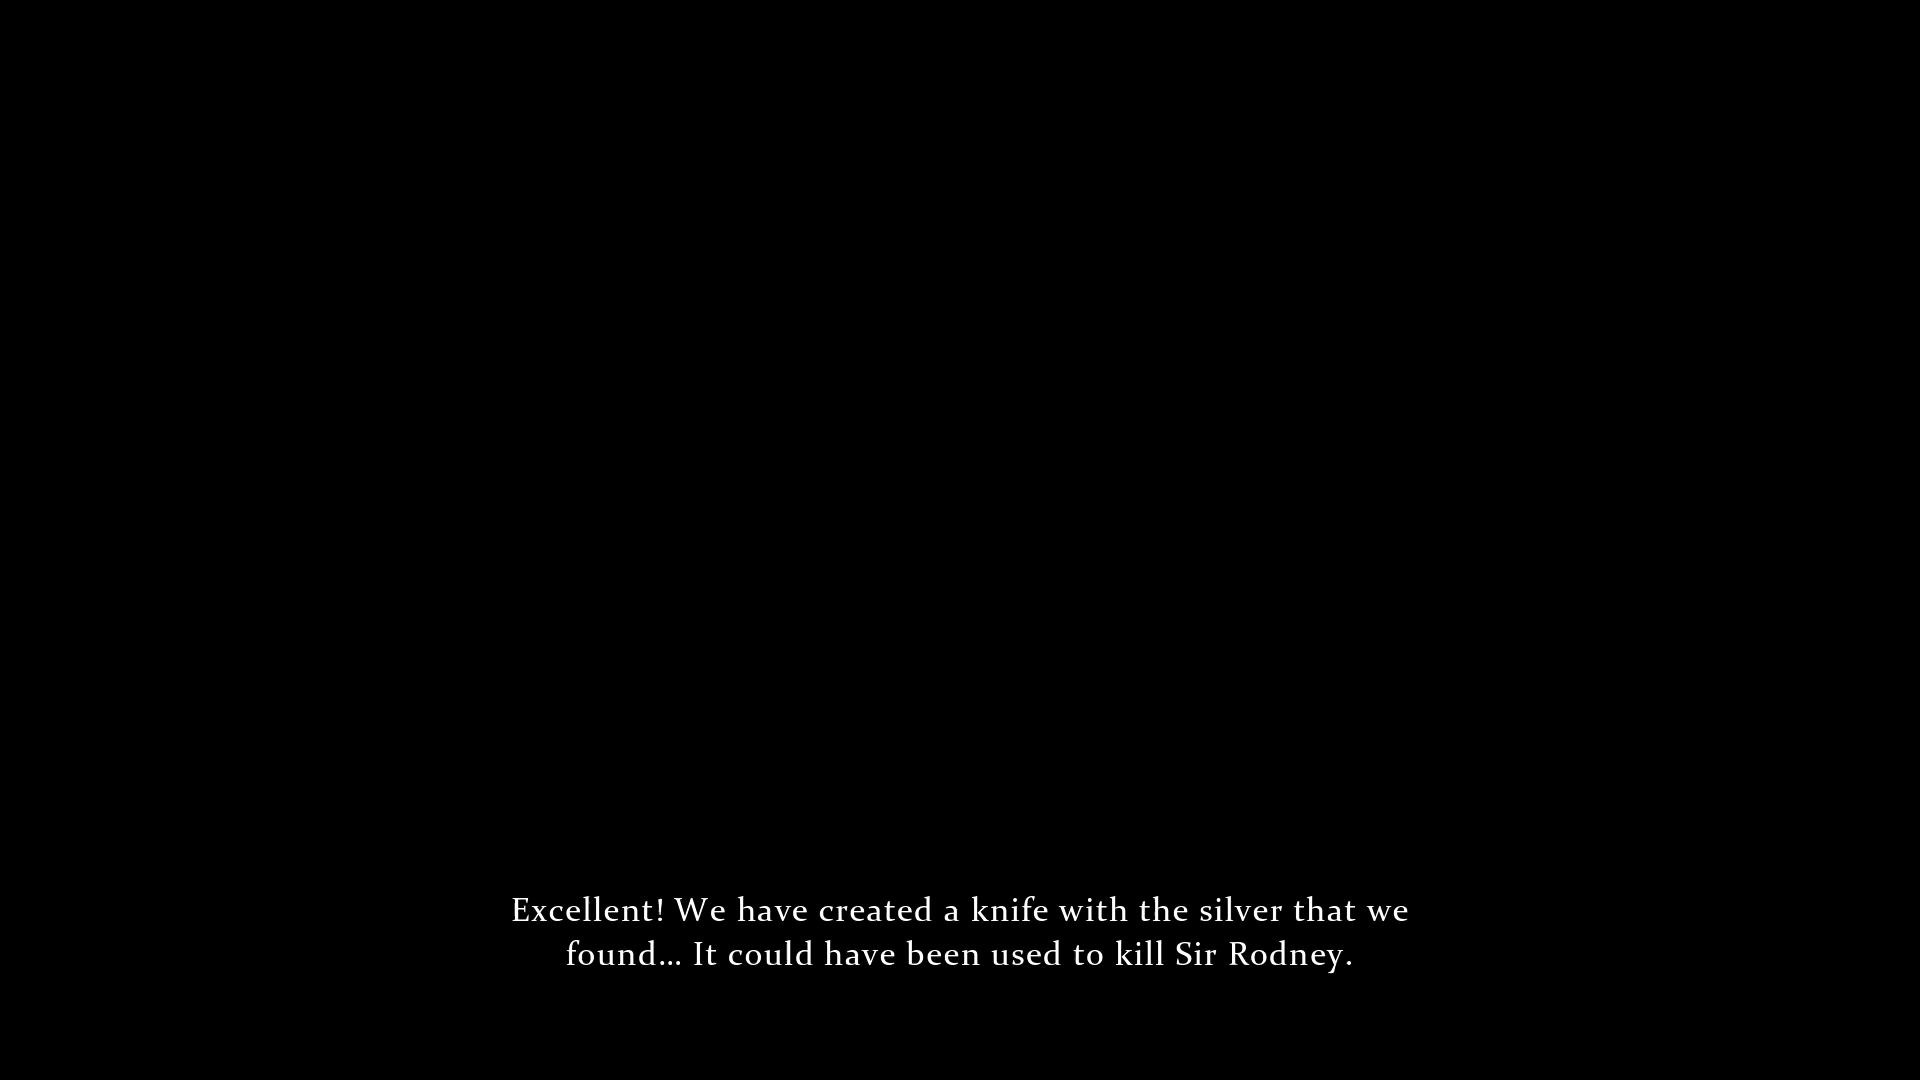 Excellent! We have created a knife with the silver that we
found... It could have been used to kill Sir Rodney.